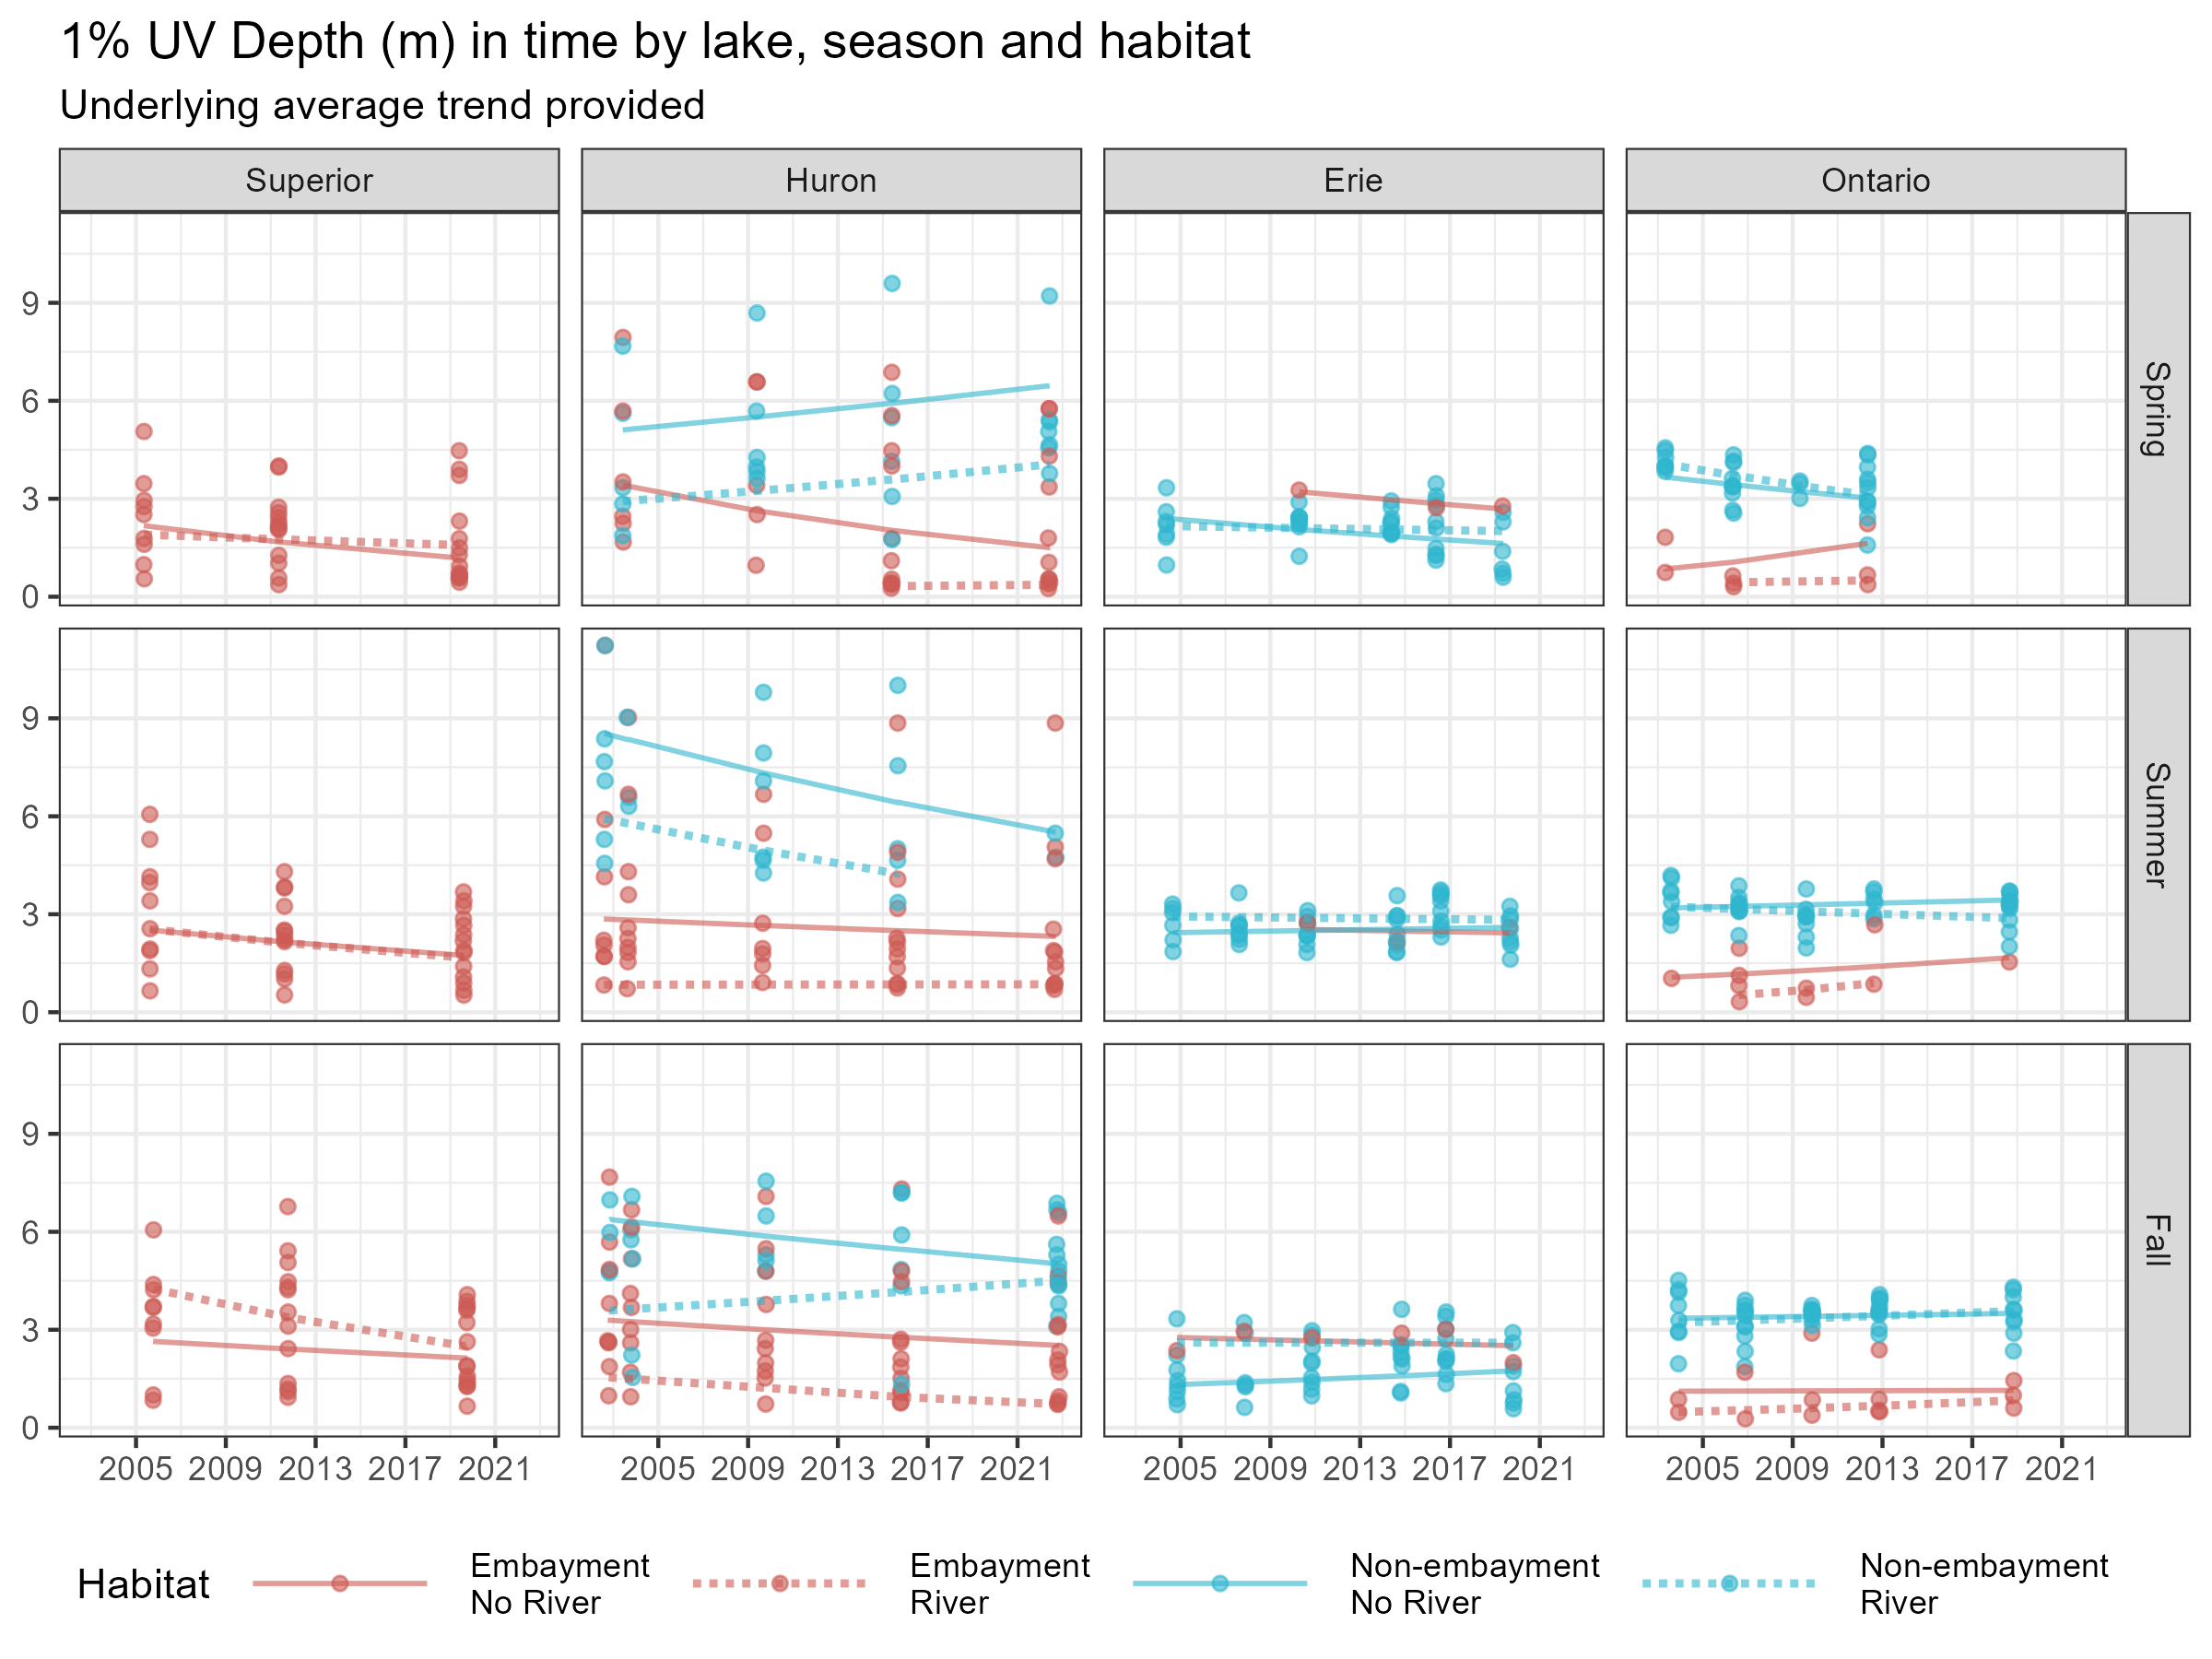 1% UV Depth (m) in time by lake, season and habitat
Underlying average trend provided
Superior Huron Erie Ontario
9
6
3
0
Spring
9
6
3
0
Summer
9
6
3
0
Fall
2005 2009 2013 2017 2021 2005 2009 2013 2017 2021 2005 2009 2013 2017 2021 2005 2009 2013 2017 2021
Habitat
Embayment
No River
Embayment
River
Non-embayment
No River
Non-embayment
River